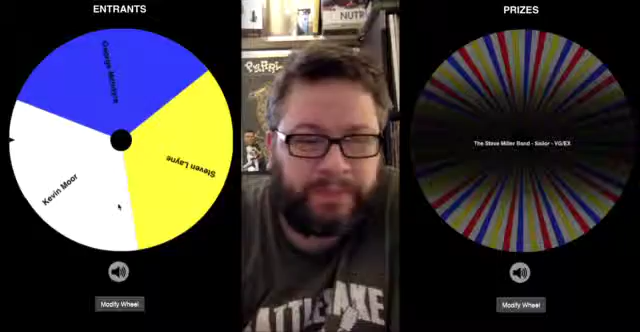 ENTRANTS
George McIntyre
Steven Layne
Kevin Moor
Modify Wheel
NUTR
PRIZES
The Steve Miller Band - Sailor - VG/EX
Modify Wheel